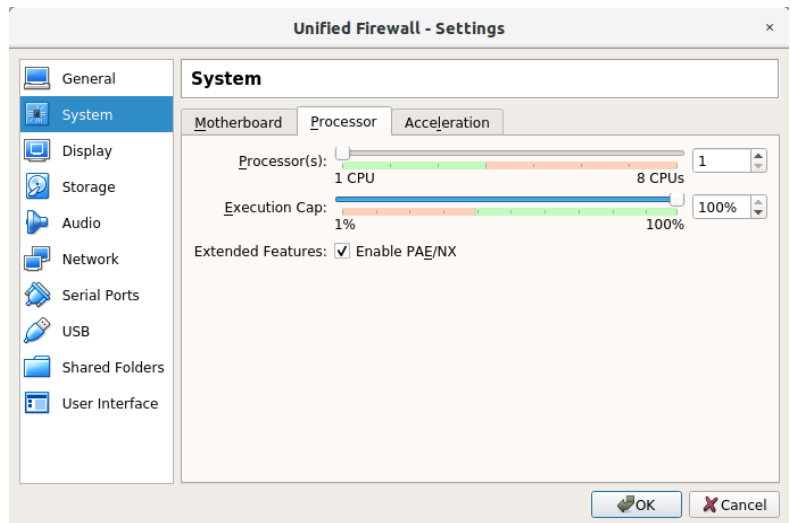 Unified Firewall - Settings
×
General
System
Display
Storage
Audio
Network
Serial Ports
USB
Shared Folders
User Interface
System
Motherboard Processor Acceleration
Processor(s): 1
1 CPU 8 CPUs
Execution Cap: 100%
1% 100%
Extended Features: Enable PAE/NX
OK Cancel